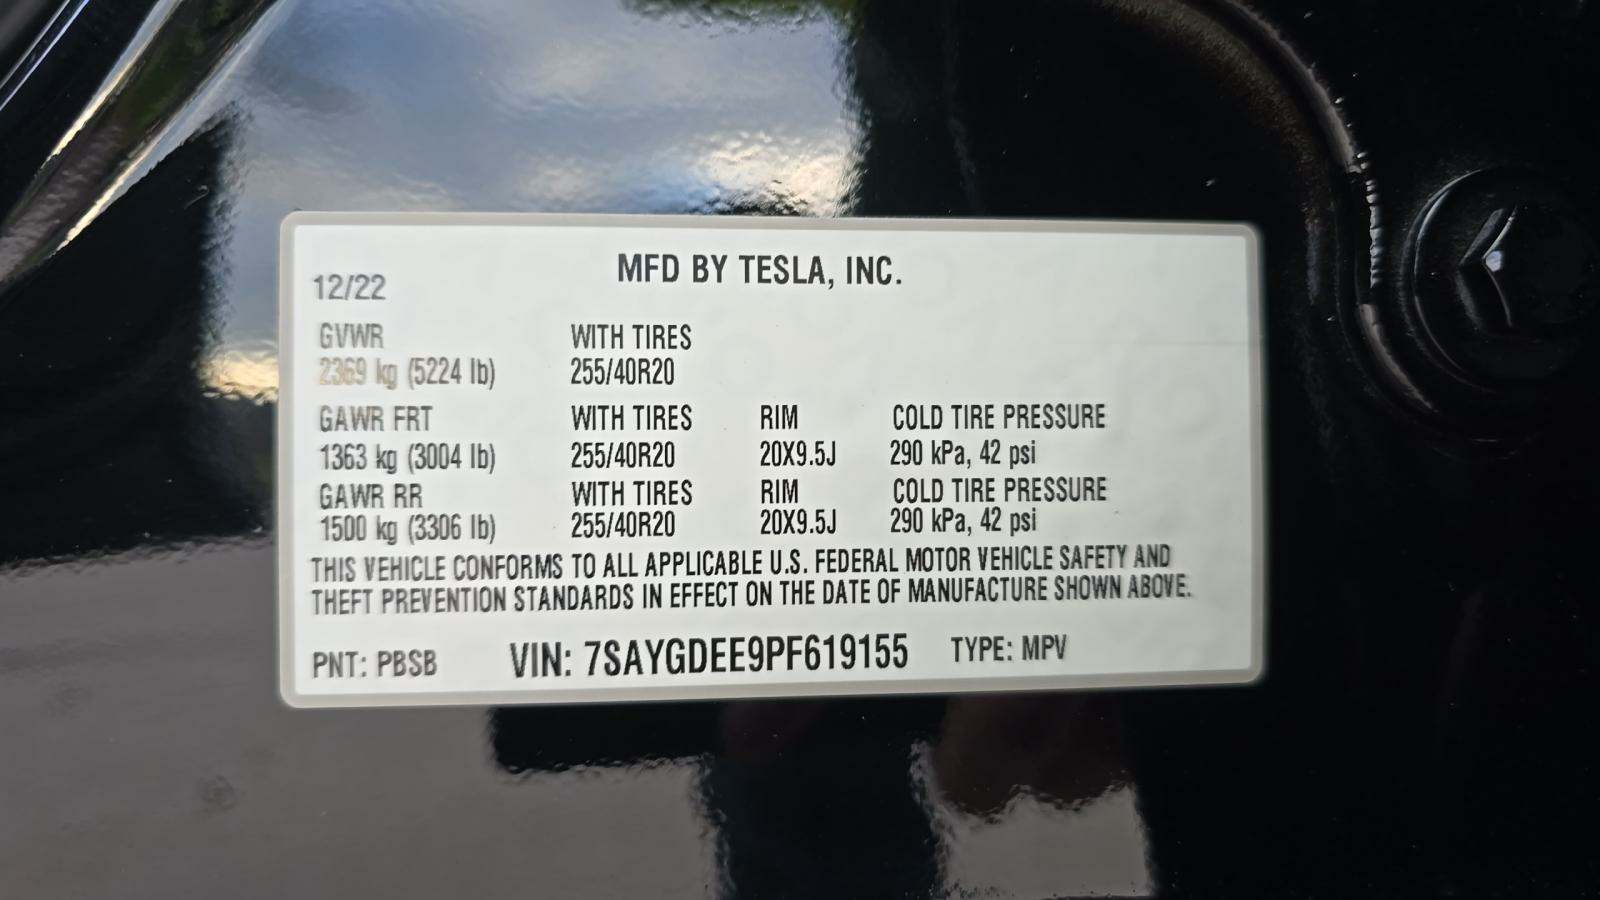 MFD BY TESLA, INC.
12/22
GVWR WITH TIRES
2369 kg (5224 lb) 255/40R20
GAWR FRT WITH TIRES RIM COLD TIRE PRESSURE
1363 kg (3004 lb) 255/40R20 20X9.5J 290 kPa, 42 psi
GAWR RR WITH TIRES RIM COLD TIRE PRESSURE
1500 kg (3306 lb) 255/40R20 20X9.5J 290 kPa, 42 psi
THIS VEHICLE CONFORMS TO ALL APPLICABLE U.S. FEDERAL MOTOR VEHICLE SAFETY AND
THEFT PREVENTION STANDARDS IN EFFECT ON THE DATE OF MANUFACTURE SHOWN ABOVE.
PNT: PBSB VIN: 7SAYGDEE9PF619155 TYPE: MPV